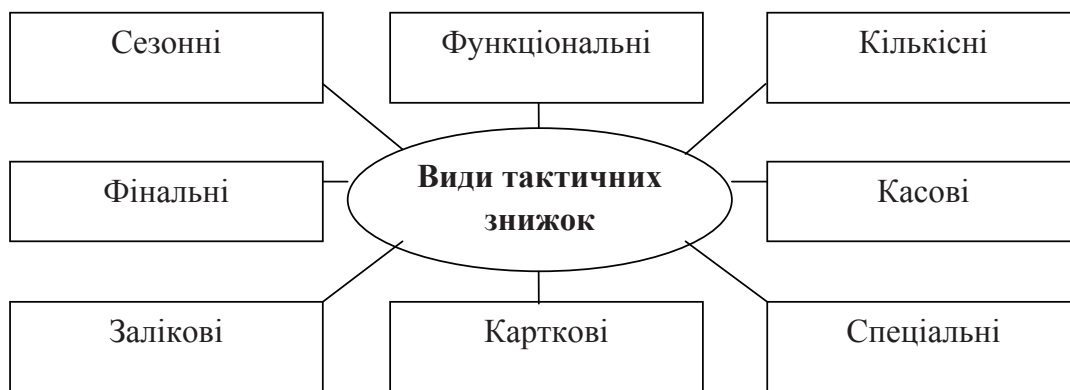 Сезонні
Функціональні
Кількісні
Фінальні
Види тактичних
знижок
Касові
Залікові
Карткові
Спеціальні